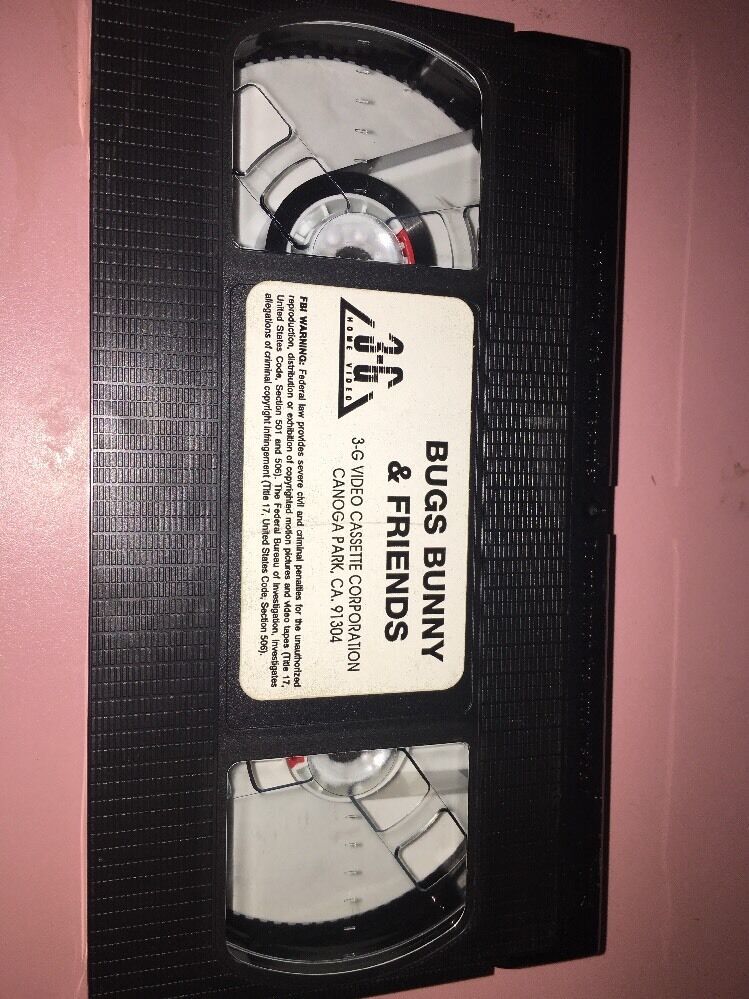 BUGS BUNNY
& FRIENDS
3-G
HOME VIDEO
3-G VIDEO CASSETTE CORPORATION
CANOGA PARK, CA. 91304
FBI WARNING: Federal law provides severe civil and criminal penalties for the unauthorized
reproduction, distribution or exhibition of copyrighted motion pictures and video tapes (Title 17,
United States Code, Section 501 and 506). The Federal Bureau of Investigation, investigates
allegations of criminal copyright infringement (Title 17, United States Code, Section 506).